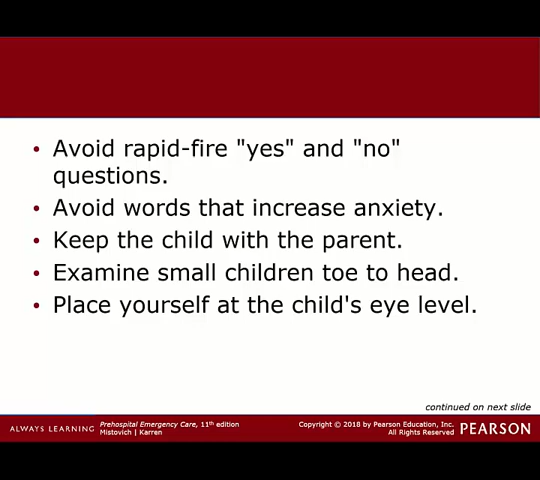 • Avoid rapid-fire "yes" and "no"
questions.
• Avoid words that increase anxiety.
• Keep the child with the parent.
• Examine small children toe to head.
• Place yourself at the child's eye level.
continued on next slide
ALWAYS LEARNING
Prehospital Emergency Care, 11th edition
Mistovich | Karren
Copyright © 2018 by Pearson Education, Inc.
All Rights Reserved
PEARSON